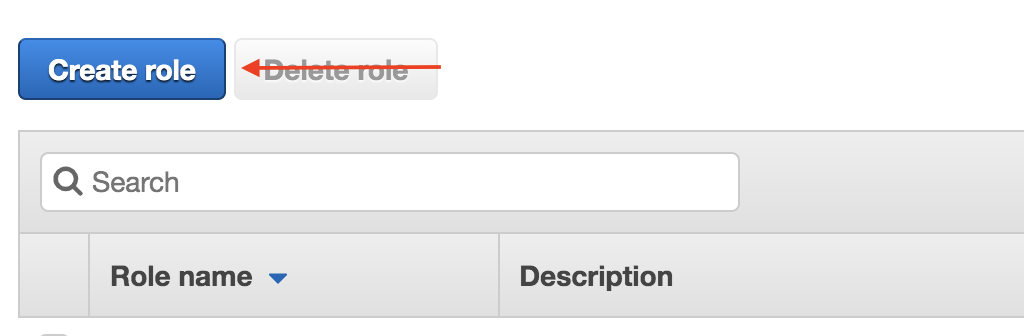 Create role
Delete role
Search
Role name
Description